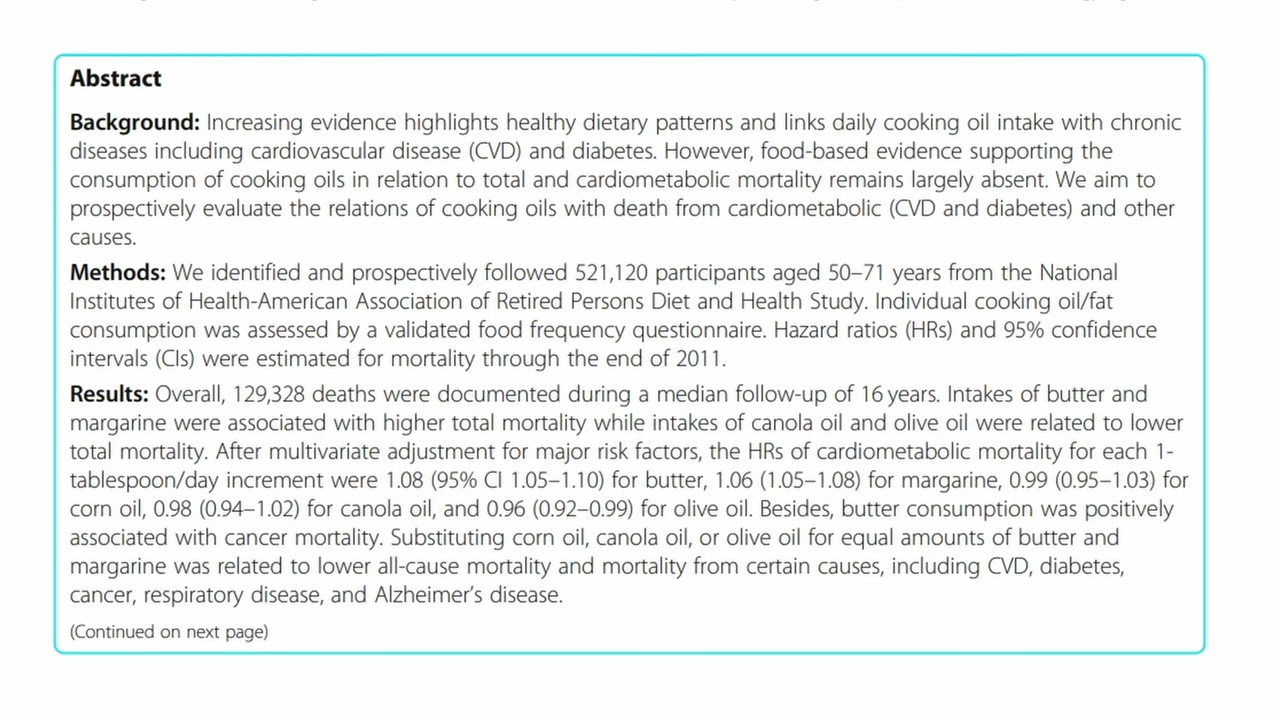 Abstract
Background: Increasing evidence highlights healthy dietary patterns and links daily cooking oil intake with chronic
diseases including cardiovascular disease (CVD) and diabetes. However, food-based evidence supporting the
consumption of cooking oils in relation to total and cardiometabolic mortality remains largely absent. We aim to
prospectively evaluate the relations of cooking oils with death from cardiometabolic (CVD and diabetes) and other
causes.
Methods: We identified and prospectively followed 521,120 participants aged 50–71 years from the National
Institutes of Health-American Association of Retired Persons Diet and Health Study. Individual cooking oil/fat
consumption was assessed by a validated food frequency questionnaire. Hazard ratios (HRs) and 95% confidence
intervals (CIs) were estimated for mortality through the end of 2011.
Results: Overall, 129,328 deaths were documented during a median follow-up of 16 years. Intakes of butter and
margarine were associated with higher total mortality while intakes of canola oil and olive oil were related to lower
total mortality. After multivariate adjustment for major risk factors, the HRs of cardiometabolic mortality for each 1-
tablespoon/day increment were 1.08 (95% CI 1.05–1.10) for butter, 1.06 (1.05–1.08) for margarine, 0.99 (0.95–1.03) for
corn oil, 0.98 (0.94–1.02) for canola oil, and 0.96 (0.92–0.99) for olive oil. Besides, butter consumption was positively
associated with cancer mortality. Substituting corn oil, canola oil, or olive oil for equal amounts of butter and
margarine was related to lower all-cause mortality and mortality from certain causes, including CVD, diabetes,
cancer, respiratory disease, and Alzheimer's disease.
(Continued on next page)